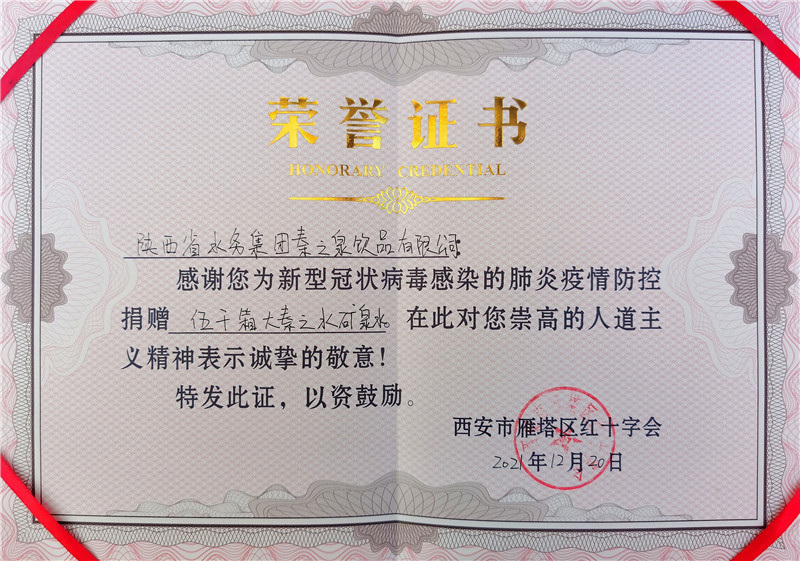 荣誉证书
HONORARY CREDENTIAL
陕西省水务集团秦之泉饮品有限公司:
感谢您为新型冠状病毒感染的肺炎疫情防控
捐赠 伍千箱大秦之水矿泉水。 在此对您崇高的人道主
义精神表示诚挚的敬意!
特发此证，以资鼓励。
西安市雁塔区红十字会
2021年12月20日